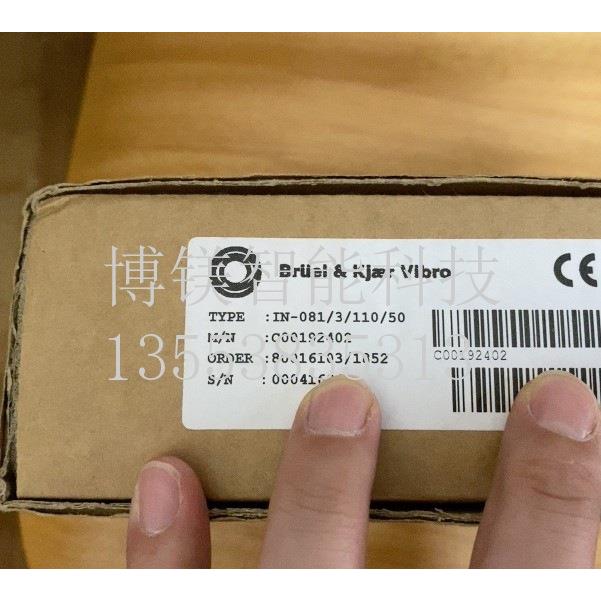 Brüel & Kjær Vibro
CE
TYPE :IN-081/3/110/50
M/N :C00192402
ORDER :80016103/1052
S/N :
C00192402
博镁智能科技